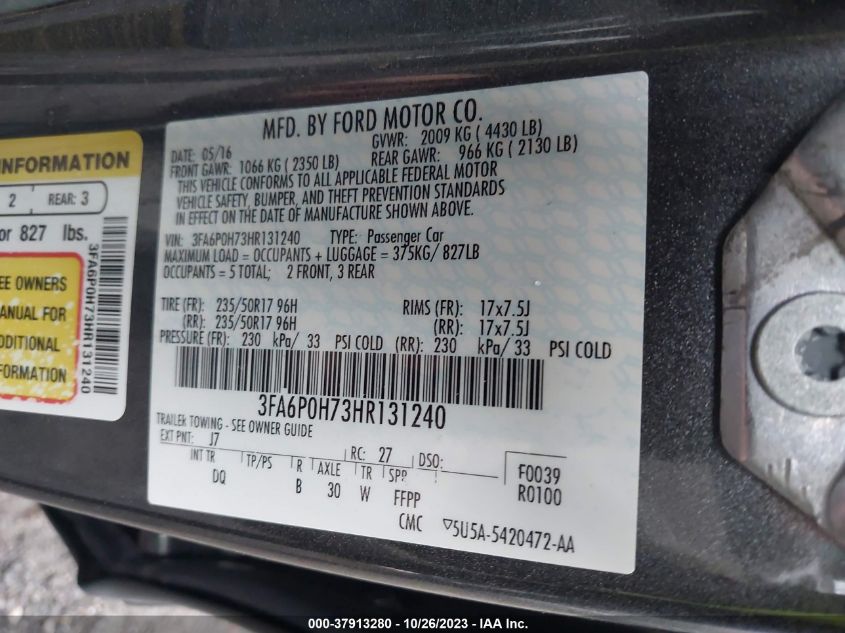 INFORMATION
2 REAR: 3
or 827 lbs.
EE OWNERS
ANUAL FOR
DDITIONAL
FORMATION
3FA6P0H73HR131240
MFD. BY FORD MOTOR CO.
DATE: 05/16 GVWR: 2009 KG ( 4430 LB)
FRONT GAWR: 1066 KG ( 2350 LB) REAR GAWR: 966 KG ( 2130 LB)
THIS VEHICLE CONFORMS TO ALL APPLICABLE FEDERAL MOTOR
VEHICLE SAFETY, BUMPER, AND THEFT PREVENTION STANDARDS
IN EFFECT ON THE DATE OF MANUFACTURE SHOWN ABOVE.
VIN: 3FA6P0H73HR131240 TYPE: Passenger Car
MAXIMUM LOAD = OCCUPANTS + LUGGAGE = 375KG/ 827LB
OCCUPANTS = 5 TOTAL; 2 FRONT, 3 REAR
TIRE (FR): 235/50R17 96H RIMS (FR): 17x7.5J
(RR): 235/50R17 96H (RR): 17x7.5J
PRESSURE (FR): 230 kPa/ 33 PSI COLD (RR): 230 kPa/ 33 PSI COLD
3FA6P0H73HR131240
TRAILER TOWING - SEE OWNER GUIDE
EXT PNT: J7 RC: 27 DSO:
INT TR TP/PS R AXLE TR SPR F0039
DQ B 30 W FFPP R0100
CMC ▽5U5A-5420472-AA
000-37913280 - 10/26/2023 - IAA Inc.